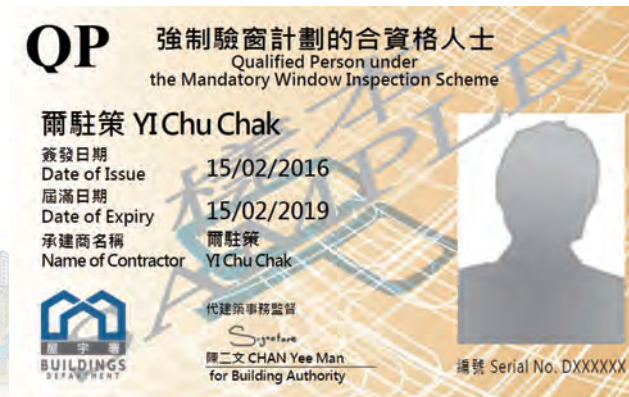 QP
強制驗窗計劃的合資格人士
Qualified Person under
the Mandatory Window Inspection Scheme
爾駐策 YI Chu Chak
簽發日期
Date of Issue 15/02/2016
屆滿日期
Date of Expiry 15/02/2019
承建商名稱 爾駐策
Name of Contractor YI Chu Chak
樣本
SAMPLE
代建築事務監督
Signature
陳二文 CHAN Yee Man
for Building Authority
屋宇署
BUILDINGS
DEPARTMENT
編號 Serial No. DXXXXXX